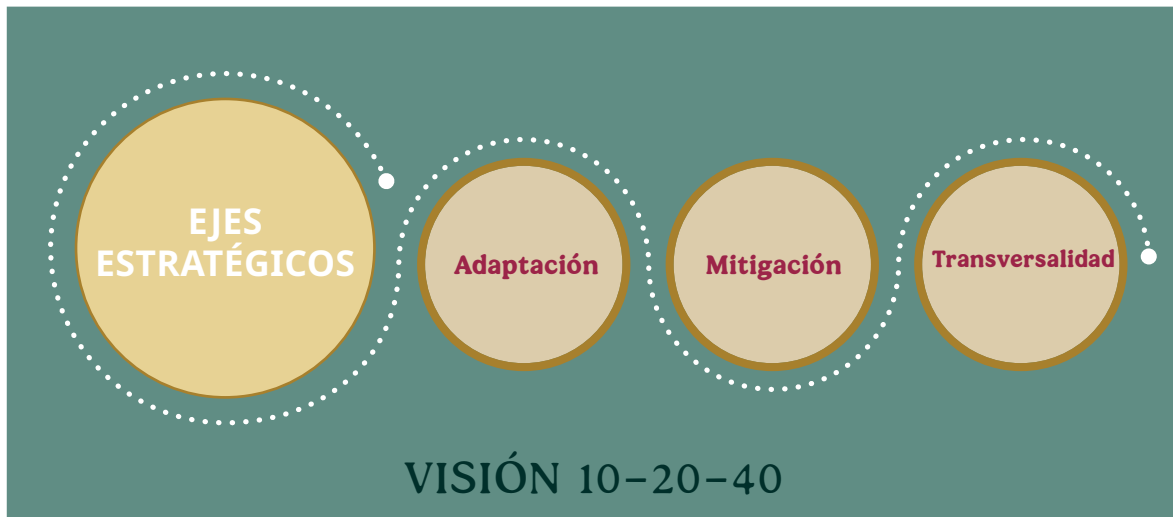 EJES
ESTRATÉGICOS
Adaptación
Mitigación
Transversalidad
VISIÓN 10–20–40